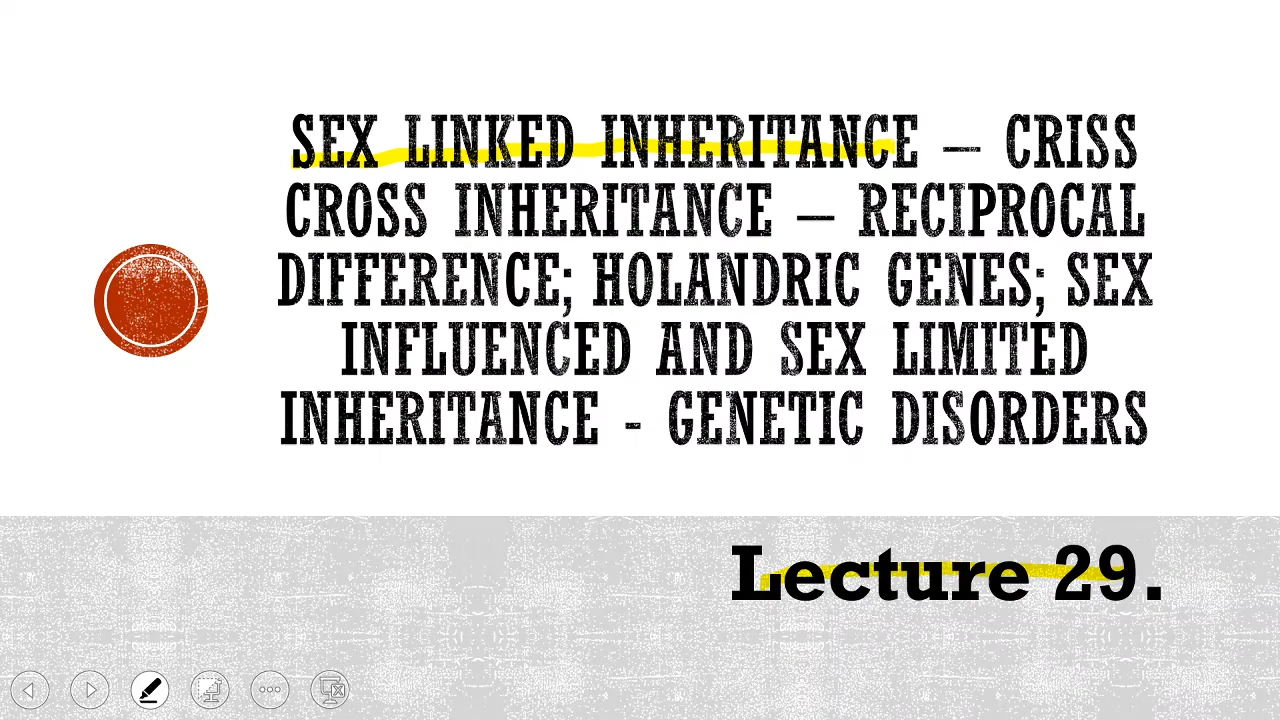 SEX LINKED INHERITANCE – CRISS
CROSS INHERITANCE – RECIPROCAL
DIFFERENCE; HOLANDRIC GENES; SEX
INFLUENCED AND SEX LIMITED
INHERITANCE - GENETIC DISORDERS
Lecture 29.